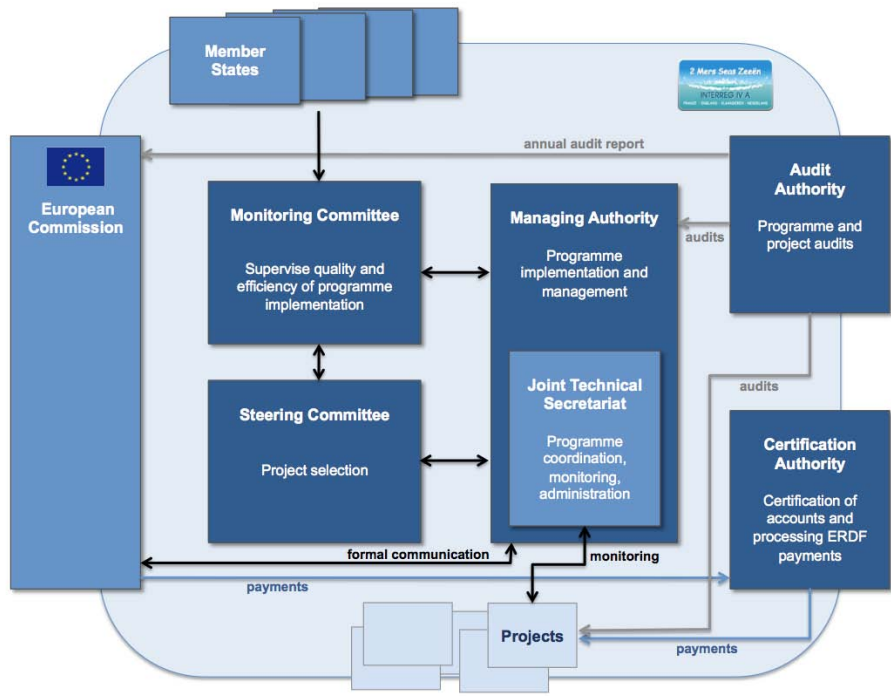 Member
States
2 Mers Seas Zeeën
INTERREG IV A
annual audit report
European
Commission
Audit
Authority
Programme and
project audits
Monitoring Committee
Supervise quality and
efficiency of programme
implementation
Managing Authority
Programme
implementation and
management
audits
audits
Steering Committee
Project selection
Joint Technical
Secretariat
Programme
coordination,
monitoring,
administration
Certification
Authority
Certification of
accounts and
processing ERDF
payments
formal communication
monitoring
payments
Projects
payments